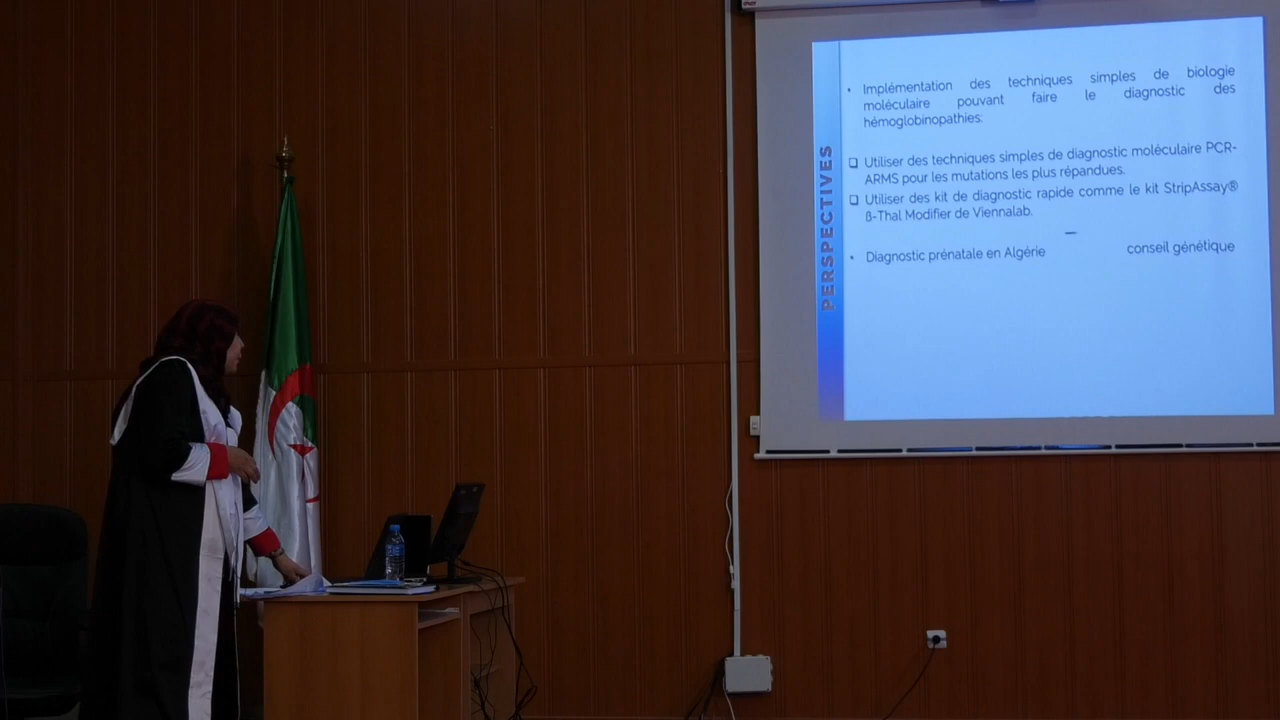 PERSPECTIVES
• Implémentation des techniques simples de biologie
moléculaire pouvant faire le diagnostic des
hémoglobinopathies:
❑ Utiliser des techniques simples de diagnostic moléculaire PCR-
ARMS pour les mutations les plus répandues.
❑ Utiliser des kit de diagnostic rapide comme le kit StripAssay®
β-Thal Modifier de Viennalab.
• Diagnostic prénatale en Algérie conseil génétique